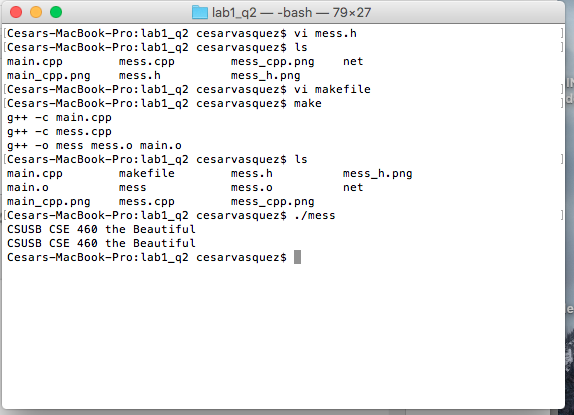 lab1_q2 — -bash — 79×27
[Cesars-MacBook-Pro:lab1_q2 cesarvasquez$ vi mess.h ]
[Cesars-MacBook-Pro:lab1_q2 cesarvasquez$ ls ]
main.cpp mess.cpp mess_cpp.png net
main_cpp.png mess.h mess_h.png
[Cesars-MacBook-Pro:lab1_q2 cesarvasquez$ vi makefile ]
[Cesars-MacBook-Pro:lab1_q2 cesarvasquez$ make ]
g++ -c main.cpp
g++ -c mess.cpp
g++ -o mess mess.o main.o
[Cesars-MacBook-Pro:lab1_q2 cesarvasquez$ ls ]
main.cpp makefile mess.h mess_h.png
main.o mess mess.o net
main_cpp.png mess.cpp mess_cpp.png
[Cesars-MacBook-Pro:lab1_q2 cesarvasquez$ ./mess ]
CSUSB CSE 460 the Beautiful
CSUSB CSE 460 the Beautiful
Cesars-MacBook-Pro:lab1_q2 cesarvasquez$